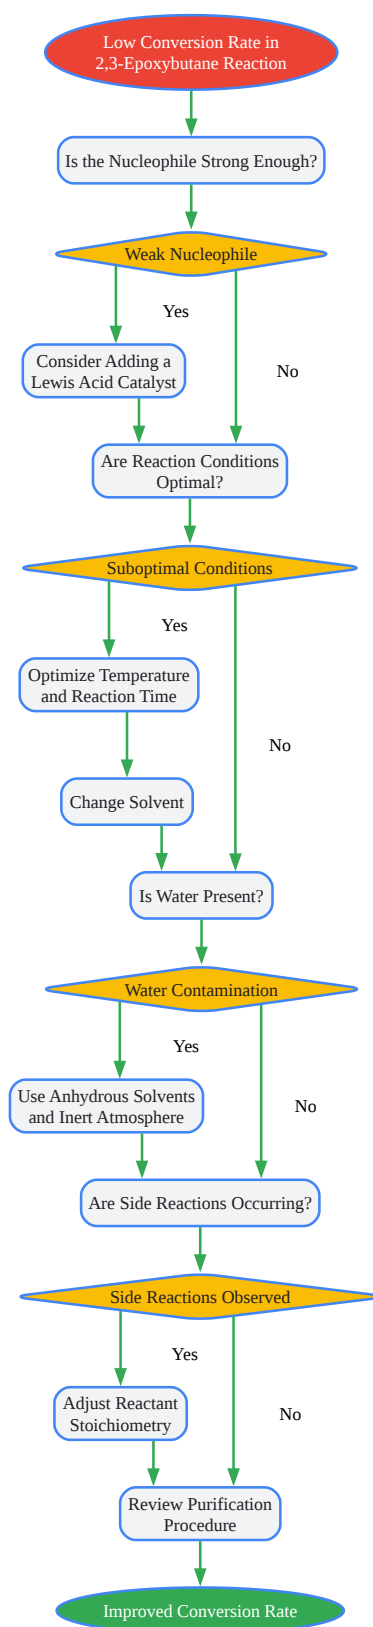 Low Conversion Rate in
2,3-Epoxybutane Reaction
Is the Nucleophile Strong Enough?
Weak Nucleophile
Yes
Consider Adding a
Lewis Acid Catalyst
No
Are Reaction Conditions
Optimal?
Suboptimal Conditions
Yes
Optimize Temperature
and Reaction Time
No
Change Solvent
Is Water Present?
Water Contamination
Yes
Use Anhydrous Solvents
and Inert Atmosphere
No
Are Side Reactions Occurring?
Side Reactions Observed
Yes
Adjust Reactant
Stoichiometry
No
Review Purification
Procedure
Improved Conversion Rate